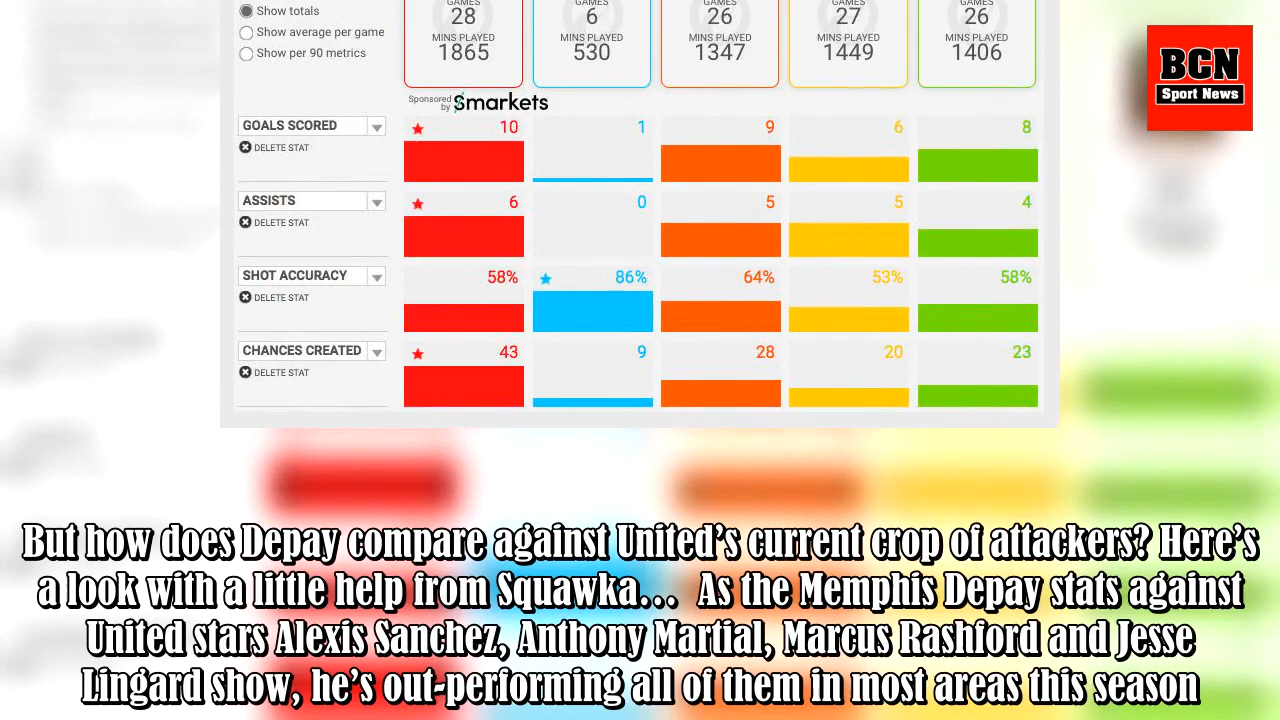 GAMES GAMES GAMES GAMES GAMES
Show totals 28 6 26 27 26
Show average per game
MINS PLAYED MINS PLAYED MINS PLAYED MINS PLAYED MINS PLAYED
Show per 90 metrics 1865 530 1347 1449 1406
BCN
Sport News
Sponsored by Smarkets
GOALS SCORED 10 1 9 6 8
DELETE STAT
ASSISTS 6 0 5 5 4
DELETE STAT
SHOT ACCURACY 58% 86% 64% 53% 58%
DELETE STAT
CHANCES CREATED 43 9 28 20 23
DELETE STAT
But how does Depay compare against United's current crop of attackers? Here's
a look with a little help from Squawka... As the Memphis Depay stats against
United stars Alexis Sanchez, Anthony Martial, Marcus Rashford and Jesse
Lingard show, he's out-performing all of them in most areas this season